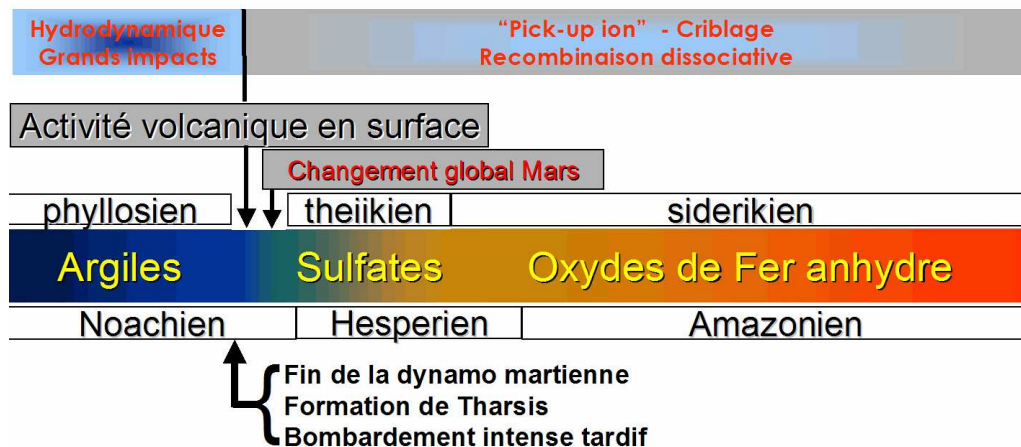 Hydrodynamique
Grands impacts
“Pick-up ion” - Criblage
Recombinaison dissociative
Activité volcanique en surface
Changement global Mars
phyllosien
theiikien
siderikien
Argiles
Sulfates
Oxydes de Fer anhydre
Noachien
Hesperien
Amazonien
Fin de la dynamo martienne
Formation de Tharsis
Bombardement intense tardif